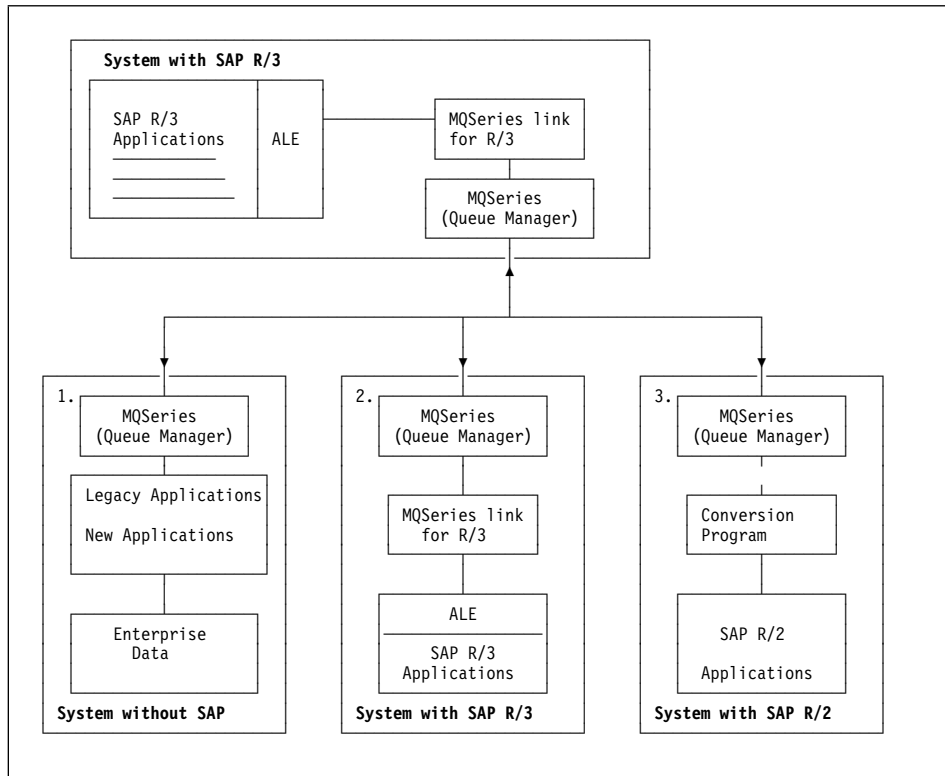 System with SAP R/3
SAP R/3
Applications
ALE
MQSeries link
for R/3
MQSeries
(Queue Manager)
1.
MQSeries
(Queue Manager)
Legacy Applications
New Applications
Enterprise
Data
System without SAP
2.
MQSeries
(Queue Manager)
MQSeries link
for R/3
ALE
SAP R/3
Applications
System with SAP R/3
3.
MQSeries
(Queue Manager)
Conversion
Program
SAP R/2
Applications
System with SAP R/2